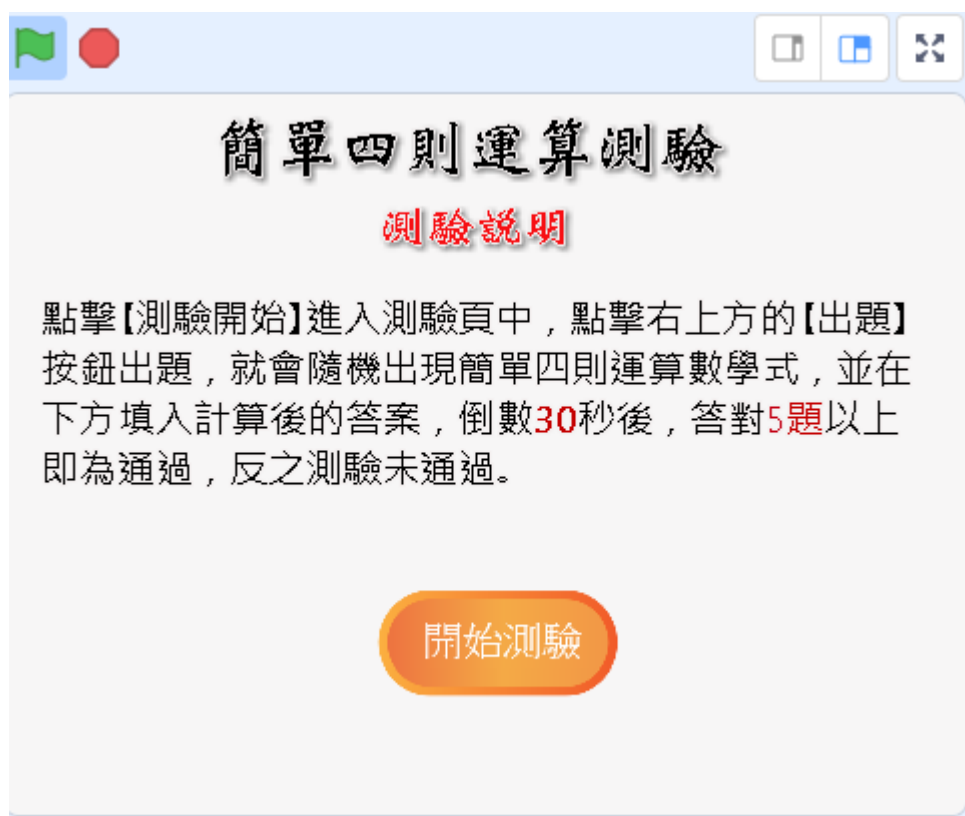 簡單四則運算測驗
測驗說明
點擊【測驗開始】進入測驗頁中，點擊右上方的【出題】
按鈕出題，就會隨機出現簡單四則運算數學式，並在
下方填入計算後的答案，倒數30秒後，答對5題以上
即為通過，反之測驗未通過。
開始測驗